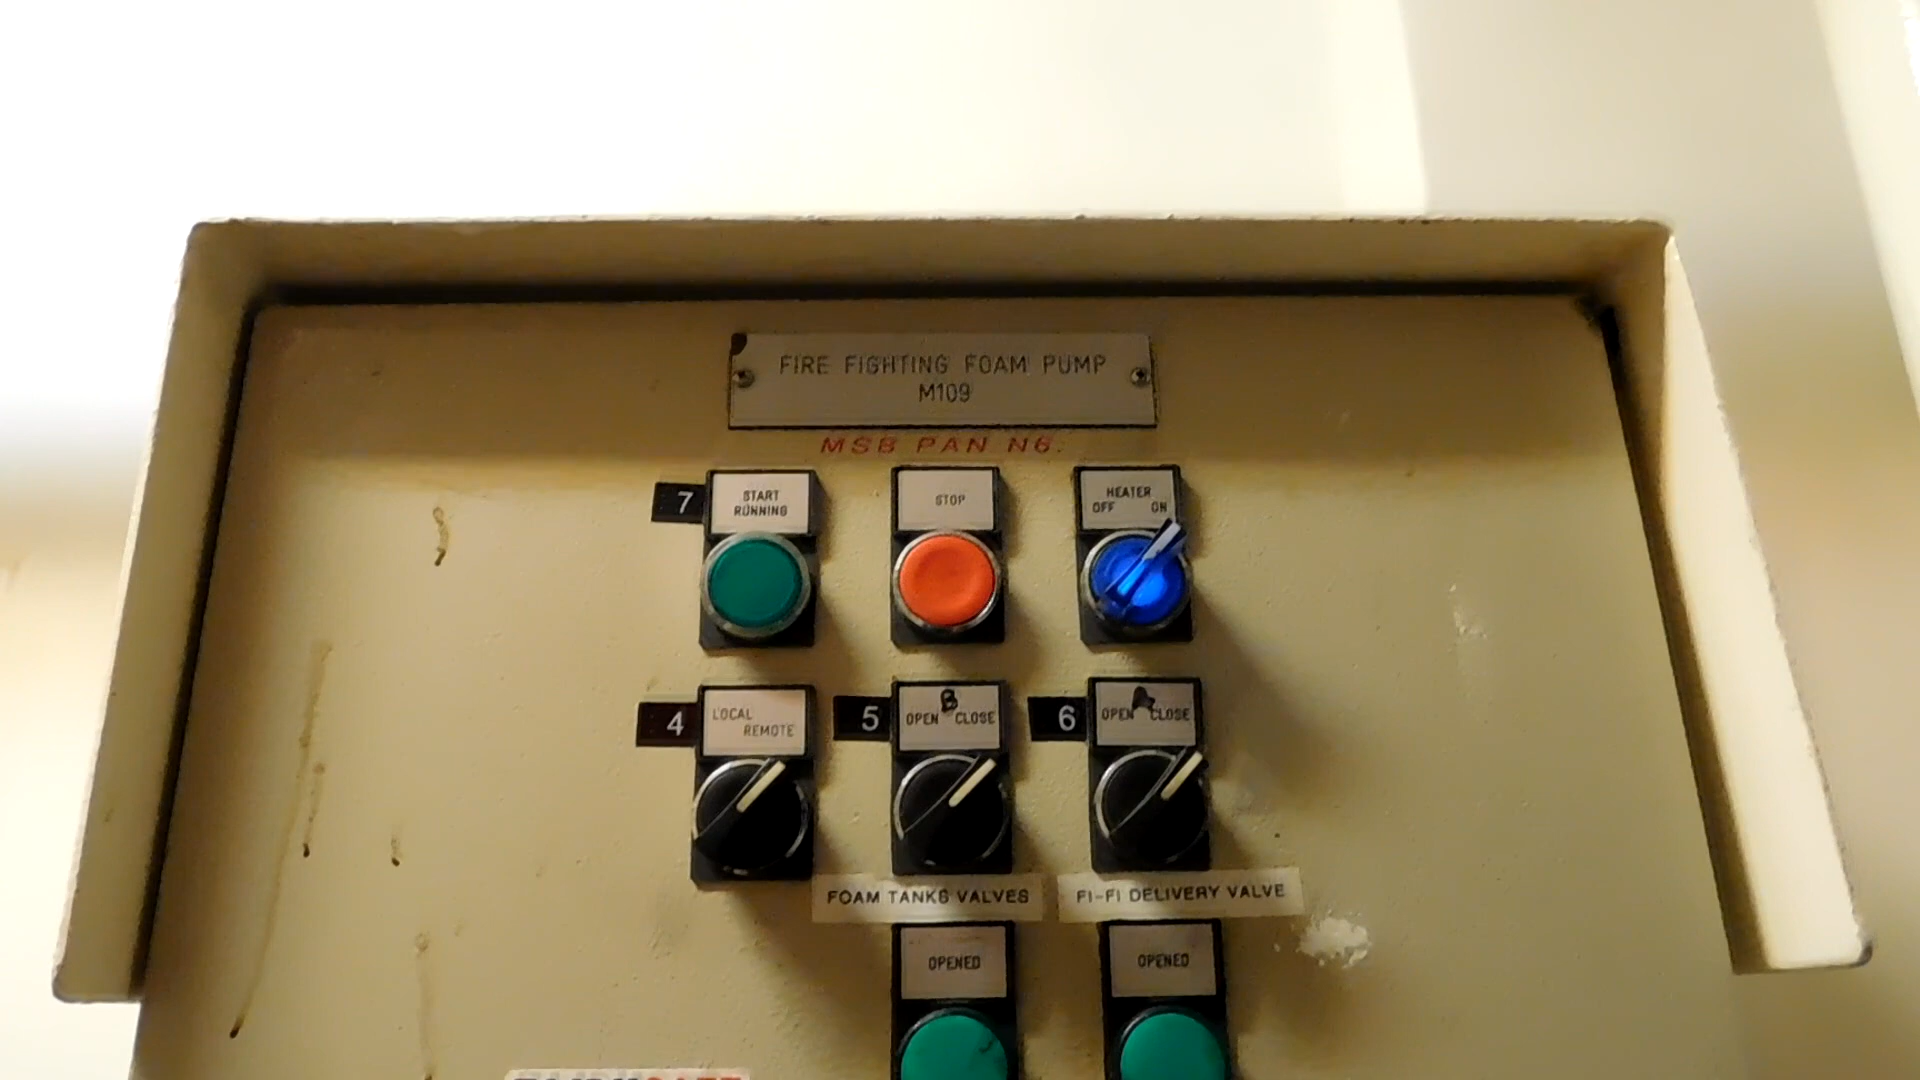 FIRE FIGHTING FOAM PUMP
M109
MSB PAN N6.
7
START
RUNNING
STOP
HEATER
OFF ON
4
LOCAL
REMOTE
5
B
OPEN CLOSE
6
A
OPEN CLOSE
FOAM TANKS VALVES
FI-FI DELIVERY VALVE
OPENED
OPENED